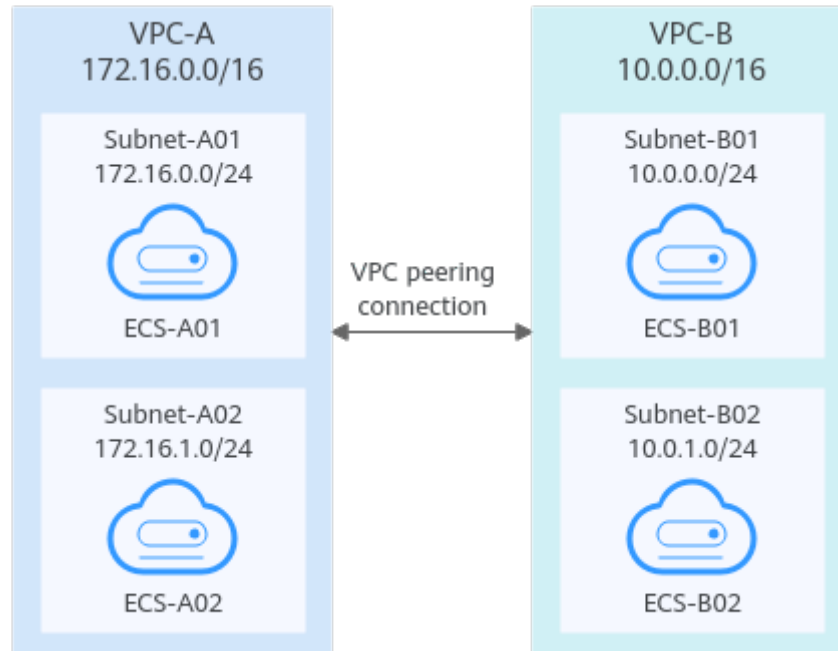 VPC-A
172.16.0.0/16
Subnet-A01
172.16.0.0/24
ECS-A01
Subnet-A02
172.16.1.0/24
ECS-A02
VPC peering
connection
VPC-B
10.0.0.0/16
Subnet-B01
10.0.0.0/24
ECS-B01
Subnet-B02
10.0.1.0/24
ECS-B02